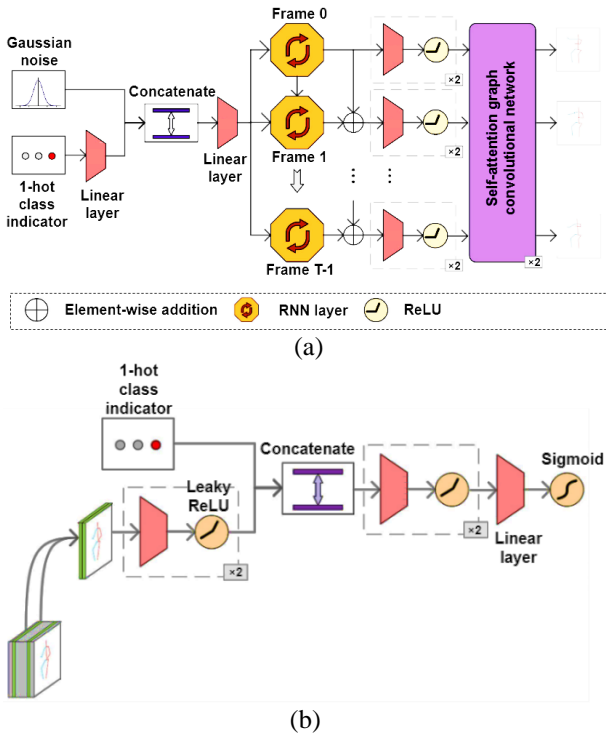 Frame 0
Gaussian
noise
Concatenate
×2
Linear
layer
Frame 1
×2
1-hot
class
indicator
Linear
layer
Self-attention graph
convolutional network
Frame T-1
×2
×2
Element-wise addition
RNN layer
ReLU
(a)
1-hot
class
indicator
Concatenate
Sigmoid
Leaky
ReLU
×2
Linear
layer
×2
(b)